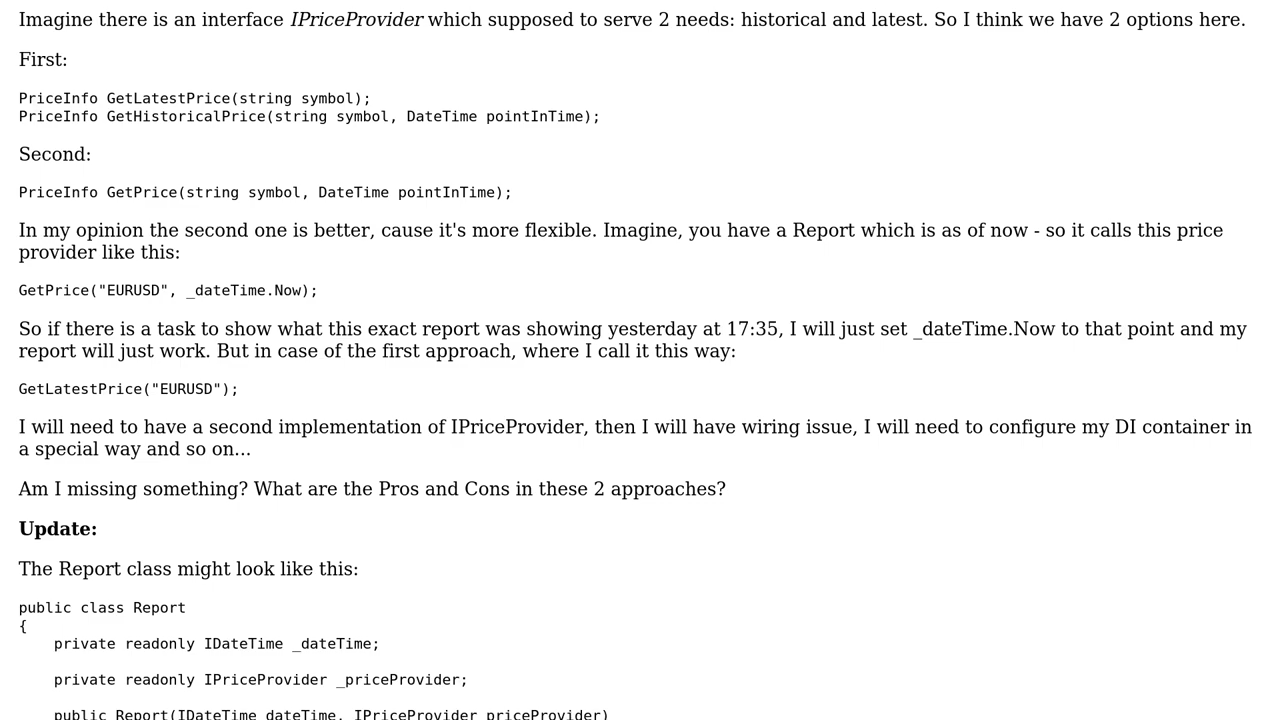 Imagine there is an interface IPriceProvider which supposed to serve 2 needs: historical and latest. So I think we have 2 options here.
First:
PriceInfo GetLatestPrice(string symbol);
PriceInfo GetHistoricalPrice(string symbol, DateTime pointInTime);
Second:
PriceInfo GetPrice(string symbol, DateTime pointInTime);
In my opinion the second one is better, cause it's more flexible. Imagine, you have a Report which is as of now - so it calls this price
provider like this:
GetPrice("EURUSD", _dateTime.Now);
So if there is a task to show what this exact report was showing yesterday at 17:35, I will just set _dateTime.Now to that point and my
report will just work. But in case of the first approach, where I call it this way:
GetLatestPrice("EURUSD");
I will need to have a second implementation of IPriceProvider, then I will have wiring issue, I will need to configure my DI container in
a special way and so on...
Am I missing something? What are the Pros and Cons in these 2 approaches?
Update:
The Report class might look like this:
public class Report
{
    private readonly IDateTime _dateTime;
    private readonly IPriceProvider _priceProvider;
    public Report(IDateTime dateTime, IPriceProvider priceProvider)